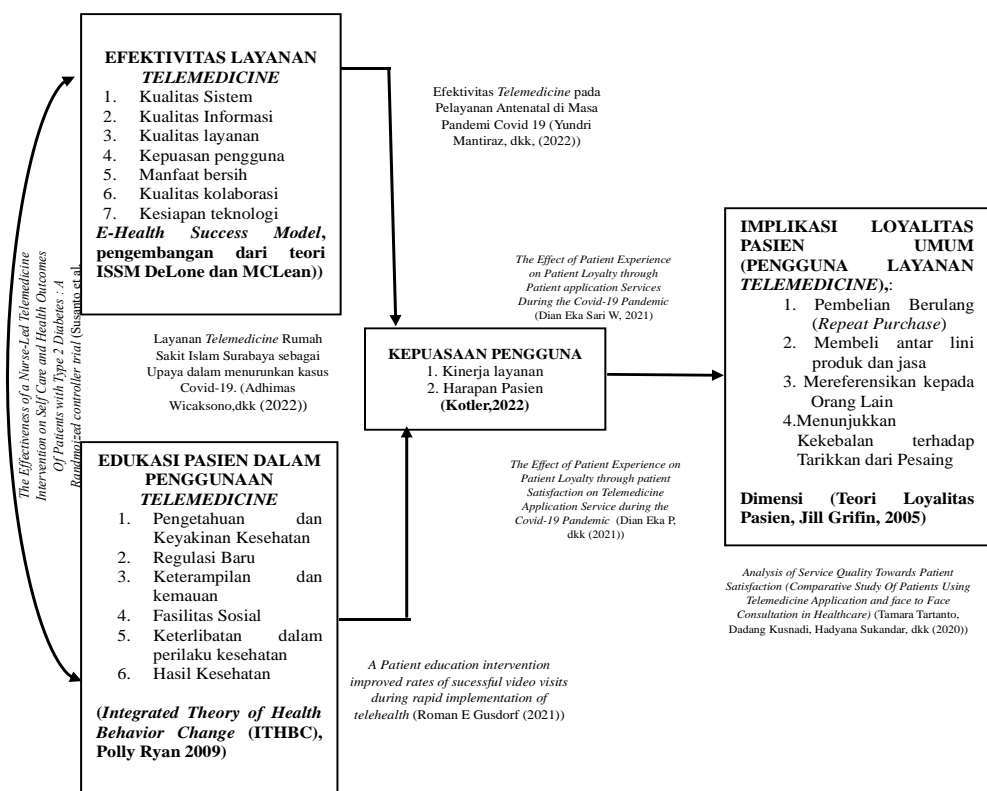 EFEKTIVITAS LAYANAN
TELEMEDICINE
1. Kualitas Sistem
2. Kualitas Informasi
3. Kualitas layanan
4. Kepuasan pengguna
5. Manfaat bersih
6. Kualitas kolaborasi
7. Kesiapan teknologi
E-Health Success Model,
pengembangan dari teori
ISSM DeLone dan MCLean))
Efektivitas Telemedicine pada
Pelayanan Antenatal di Masa
Pandemi Covid 19 (Yundri
Mantiraz, dkk, (2022))
The Effectiveness of a Nurse-Led Telemedicine
Intervention on Self Care and Health Outcomes
Of Patients with Type 2 Diabetes : A
Randmoized controller trial (Susanto et al.
Layanan Telemedicine Rumah
Sakit Islam Surabaya sebagai
Upaya dalam menurunkan kasus
Covid-19. (Adhimas
Wicaksono,dkk (2022))
The Effect of Patient Experience
on Patient Loyalty through
Patient application Services
During the Covid-19 Pandemic
(Dian Eka Sari W, 2021)
KEPUASAAN PENGGUNA
1. Kinerja layanan
2. Harapan Pasien
(Kotler,2022)
IMPLIKASI LOYALITAS
PASIEN UMUM
(PENGGUNA LAYANAN
TELEMEDICINE),:
1. Pembelian Berulang
(Repeat Purchase)
2. Membeli antar lini
produk dan jasa
3. Mereferensikan kepada
Orang Lain
4.Menunjukkan
Kekebalan terhadap
Tarikkan dari Pesaing
Dimensi (Teori Loyalitas
Pasien, Jill Grifin, 2005)
EDUKASI PASIEN DALAM
PENGGUNAAN
TELEMEDICINE
1. Pengetahuan dan
Keyakinan Kesehatan
2. Regulasi Baru
3. Keterampilan dan
kemauan
4. Fasilitas Sosial
5. Keterlibatan dalam
perilaku kesehatan
6. Hasil Kesehatan
(Integrated Theory of Health
Behavior Change (ITHBC),
Polly Ryan 2009)
The Effect of Patient Experience on
Patient Loyalty through patient
Satisfaction on Telemedicine
Application Service during the
Covid-19 Pandemic (Dian Eka P,
dkk (2021))
Analysis of Service Quality Towards Patient
Satisfaction (Comparative Study Of Patients Using
Telemedicine Application and face to Face
Consultation in Healthcare) (Tamara Tartanto,
Dadang Kusnadi, Hadyana Sukandar, dkk (2020))
A Patient education intervention
improved rates of sucessful video visits
during rapid implementation of
telehealth (Roman E Gusdorf (2021))